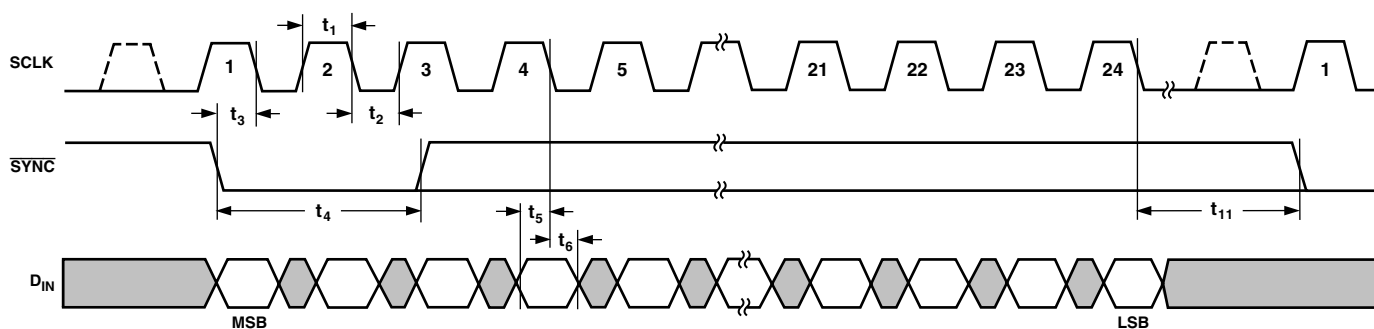 t1
SCLK 1 2 3 4 5 21 22 23 24 1
t3 t2
SYNC
t4 t5 t11
t6
DIN
MSB LSB